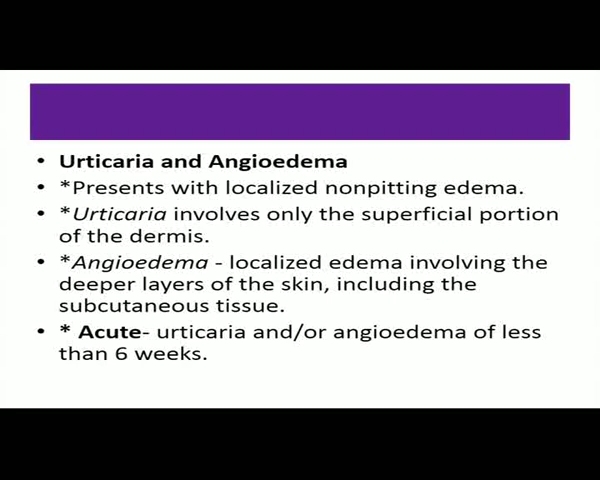 • Urticaria and Angioedema
• *Presents with localized nonpitting edema.
• *Urticaria involves only the superficial portion
of the dermis.
• *Angioedema - localized edema involving the
deeper layers of the skin, including the
subcutaneous tissue.
• * Acute- urticaria and/or angioedema of less
than 6 weeks.